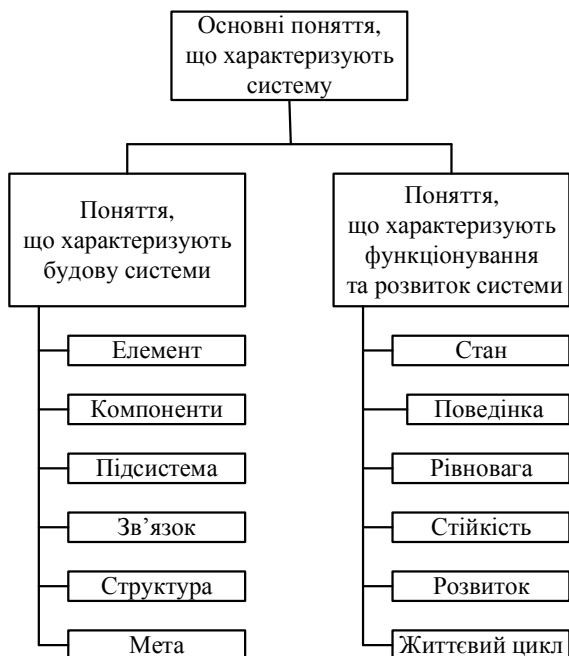 Основні поняття,
що характеризують
систему
Поняття,
що характеризують
будову системи
Елемент
Компоненти
Підсистема
Зв’язок
Структура
Мета
Поняття,
що характеризують
функціонування
та розвиток системи
Стан
Поведінка
Рівновага
Стійкість
Розвиток
Життєвий цикл